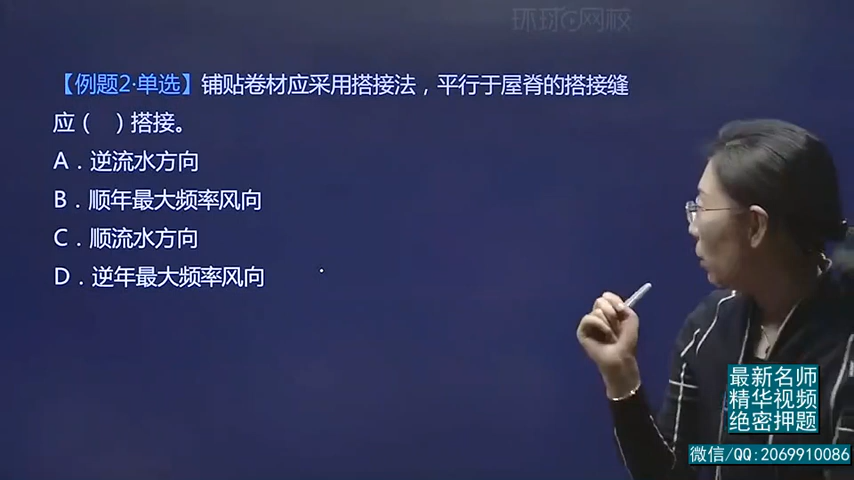 环球网校
【例题2·单选】铺贴卷材应采用搭接法，平行于屋脊的搭接缝
应（　）搭接。
A．逆流水方向
B．顺年最大频率风向
C．顺流水方向
D．逆年最大频率风向
最新名师
精华视频
绝密押题
微信/QQ:2069910086